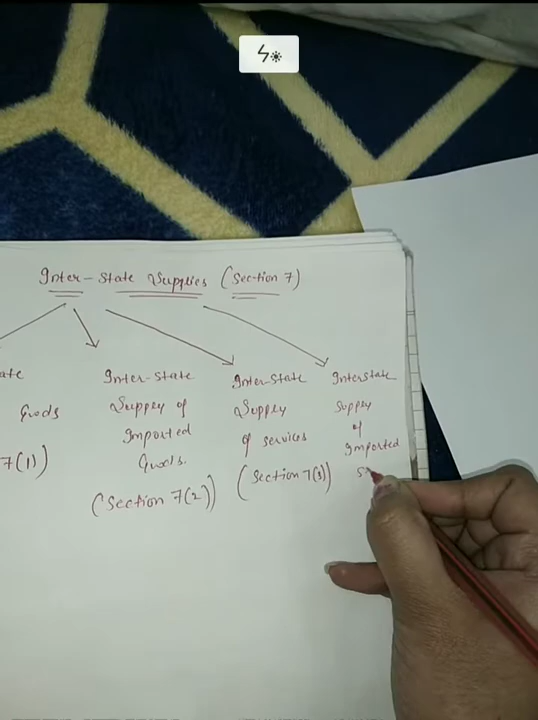 Inter-State Supplies (Section 7)
ate
Goods
7(1))
Inter-State
Supply of
Imported
Goods.
(Section 7(2))
Inter-State
Supply
of services
(Section 7(3))
Interstate
Supply
of
Imported
S